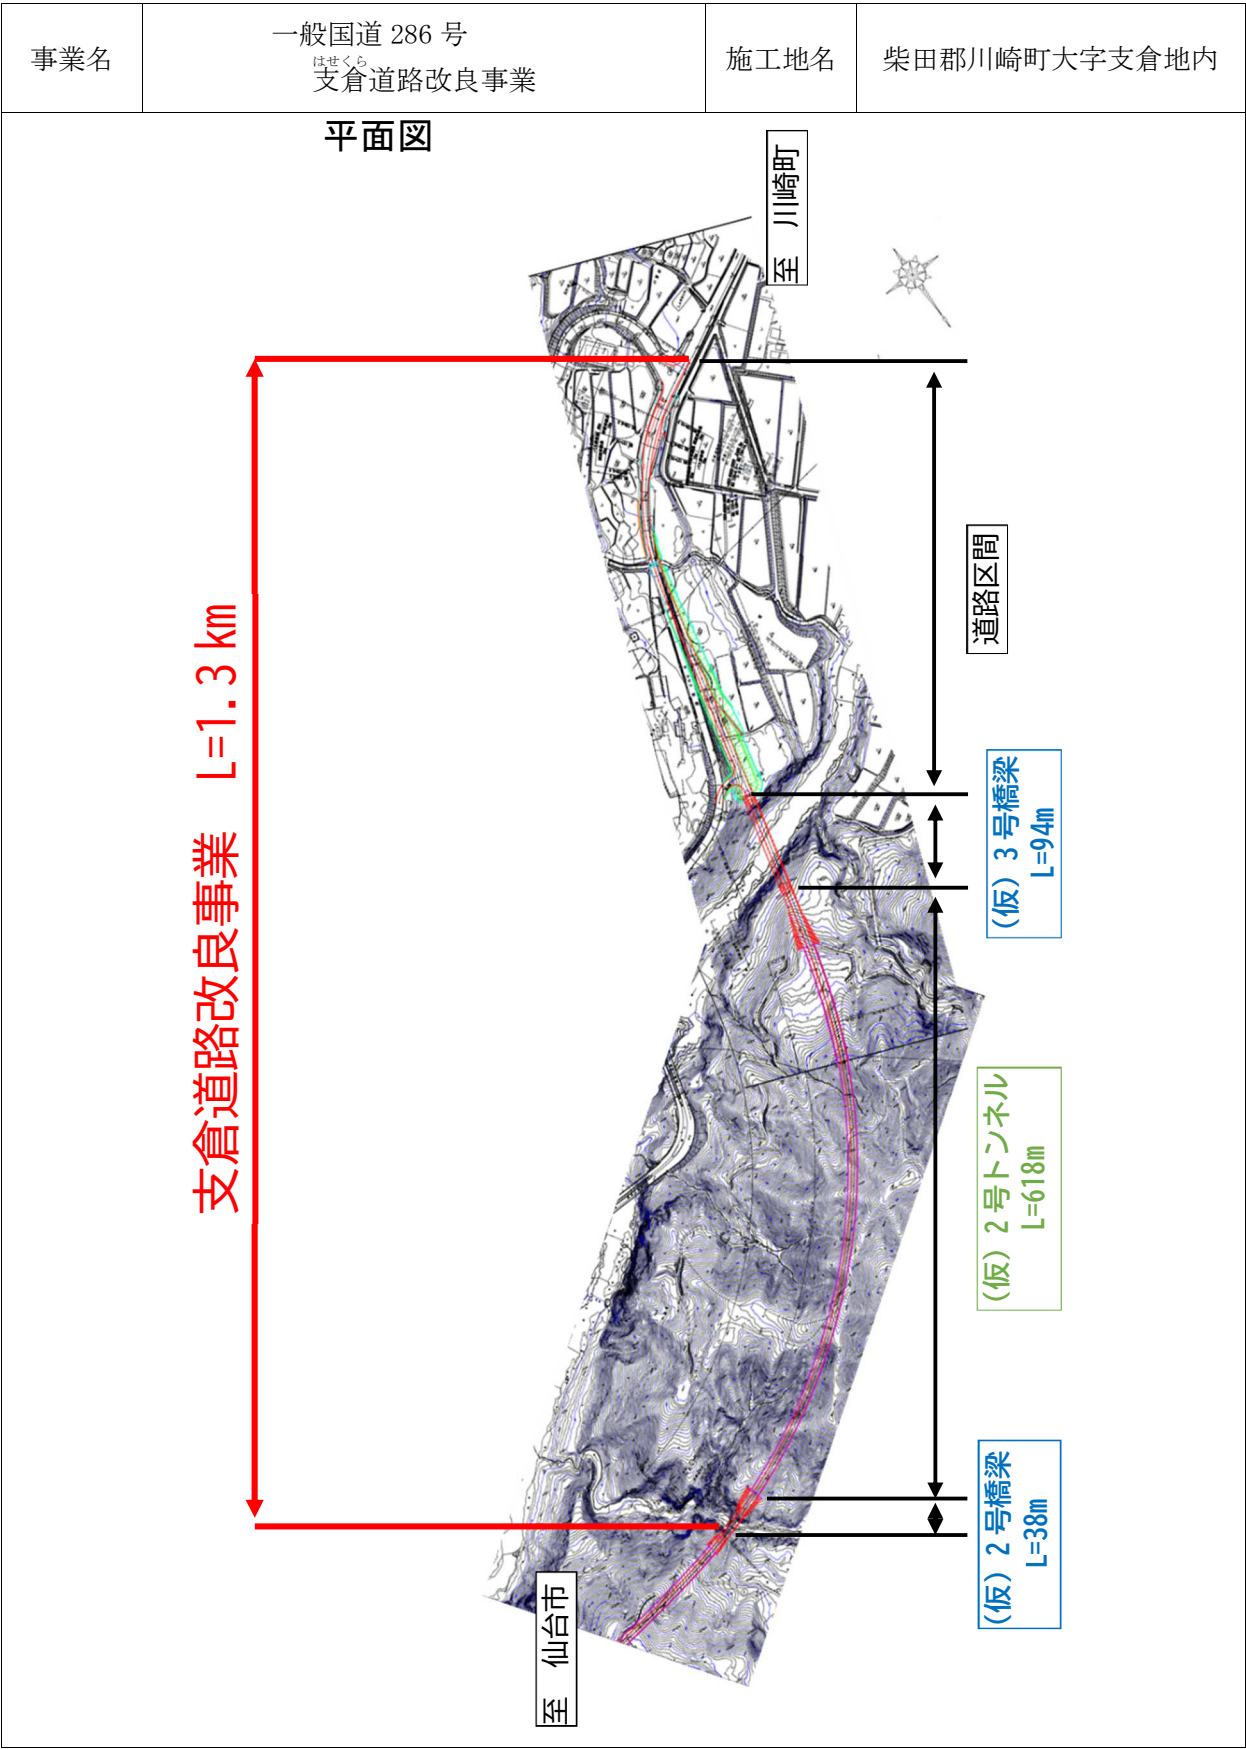 事業名
一般国道 286 号
はせくら
支倉道路改良事業
施工地名
柴田郡川崎町大字支倉地内
平面図
至 川崎町
支倉道路改良事業 L=1.3km
道路区間
(仮) 3号橋梁
L=94m
(仮) 2号トンネル
L=618m
(仮) 2号橋梁
L=38m
至 仙台市